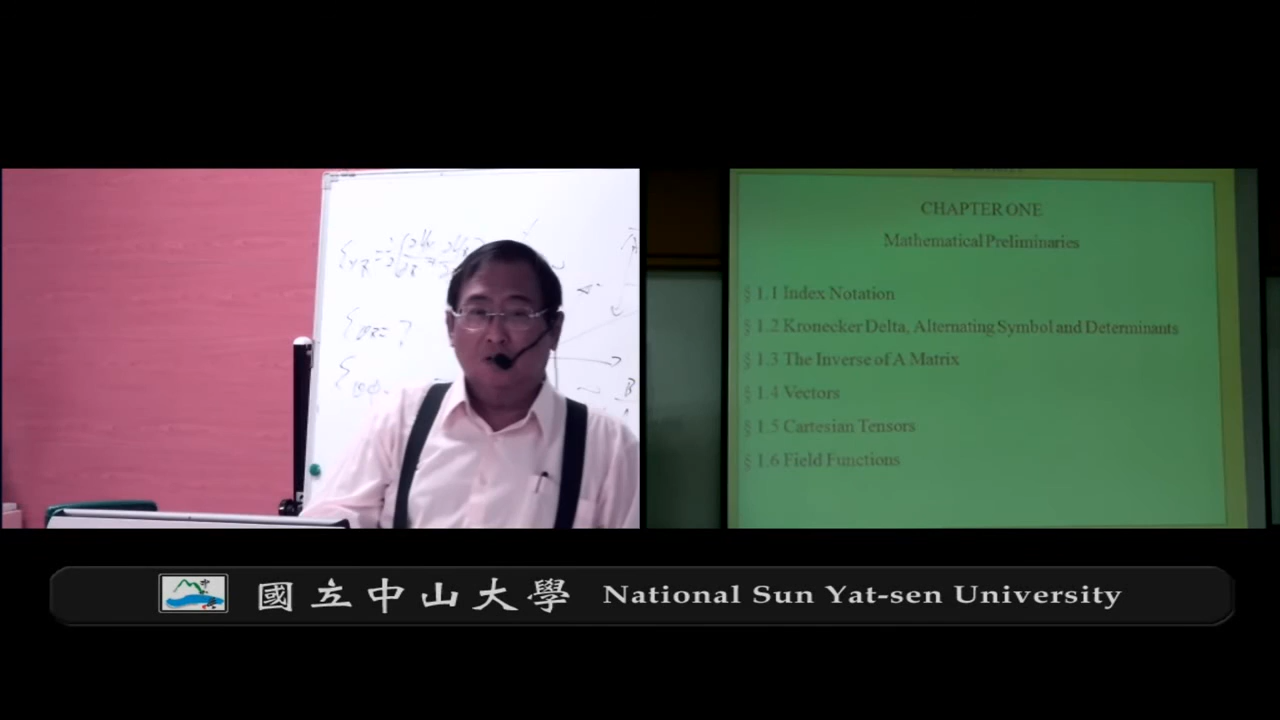 CHAPTER ONE
Mathematical Preliminaries
§ 1.1 Index Notation
§ 1.2 Kronecker Delta, Alternating Symbol and Determinants
§ 1.3 The Inverse of A Matrix
§ 1.4 Vectors
§ 1.5 Cartesian Tensors
§ 1.6 Field Functions
國立中山大學 National Sun Yat-sen University